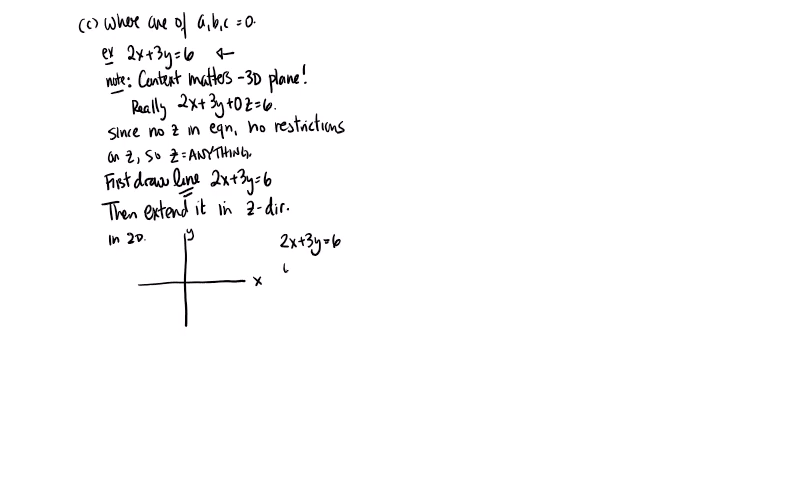 (c) Where one of a,b,c = 0.
ex 2x+3y=6 ←
note: Context matters - 3D plane!
Really 2x+3y+0z=6.
Since no z in eqn, no restrictions
on z, so z=ANYTHING.
First draw line 2x+3y=6
Then extend it in z-dir.
in 2D.
y
2x+3y=6
x